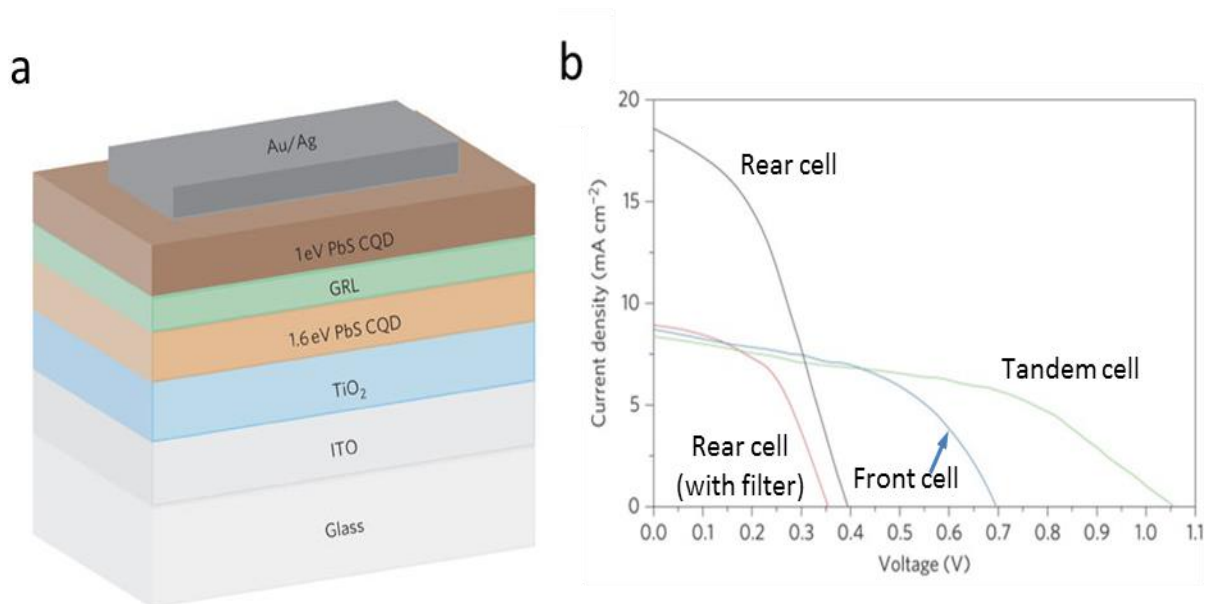 a
Au/Ag
1 eV PbS CQD
GRL
1.6 eV PbS CQD
TiO₂
ITO
Glass
b
Current density (mA cm⁻²)
20
15
10
5
0
Rear cell
Tandem cell
Rear cell
(with filter)
Front cell
0.0 0.1 0.2 0.3 0.4 0.5 0.6 0.7 0.8 0.9 1.0 1.1
Voltage (V)